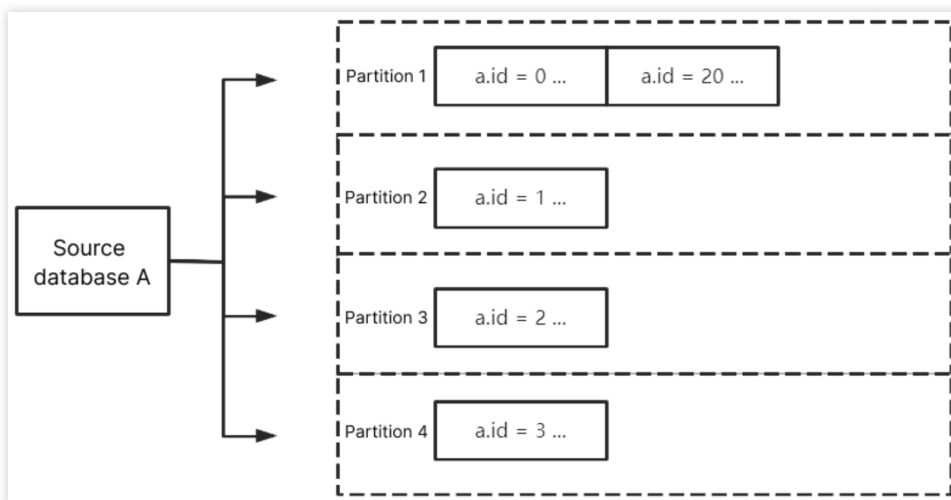 Partition 1
a.id = 0 ...
a.id = 20 ...
Partition 2
a.id = 1 ...
Source
database A
Partition 3
a.id = 2 ...
Partition 4
a.id = 3 ...